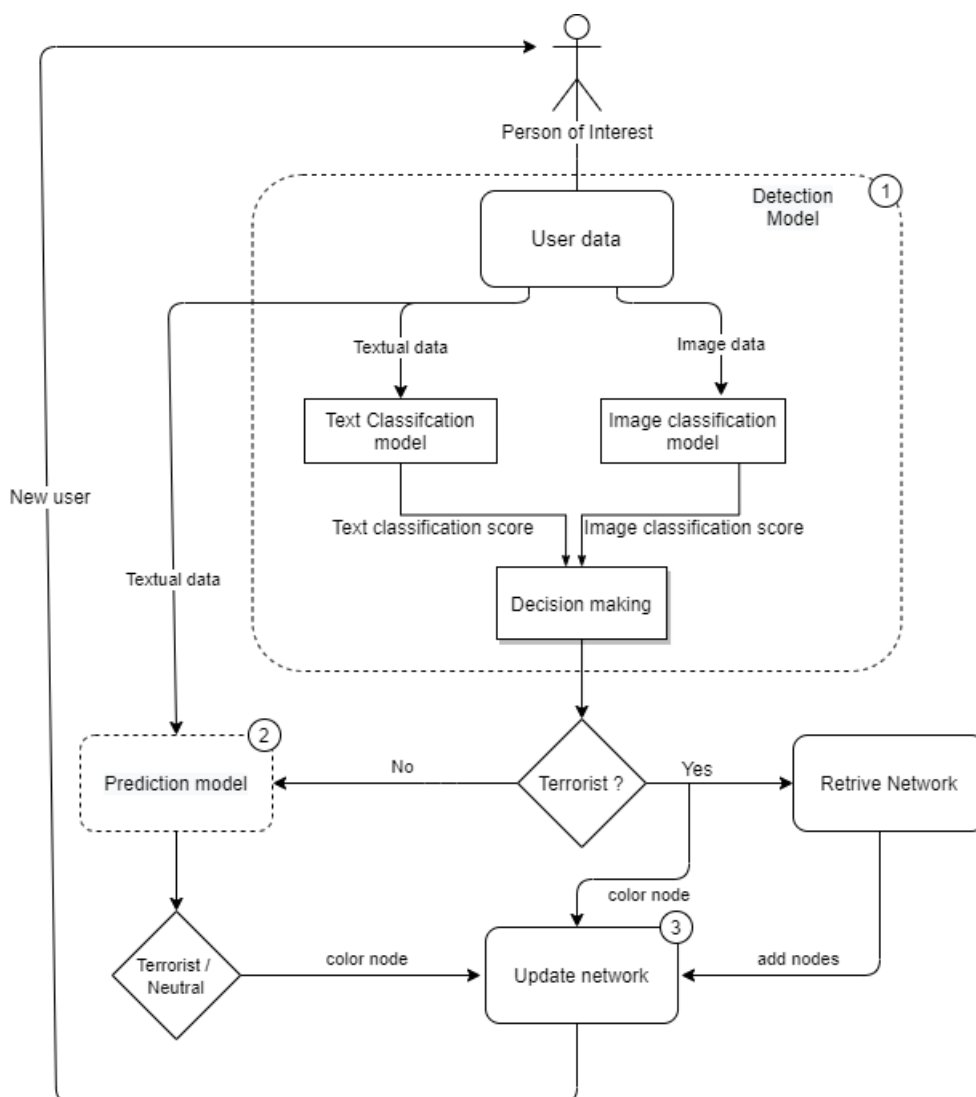 Person of Interest
1
Detection
Model
User data
Textual data
Image data
Text Classifcation
model
Image classification
model
New user
Text classification score
Image classification score
Textual data
Decision making
2
Prediction model
No
Terrorist ?
Yes
Retrive Network
color node
3
Terrorist /
Neutral
color node
Update network
add nodes